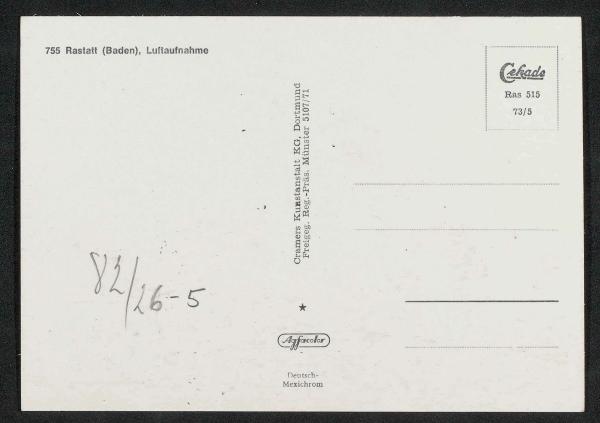 755 Rastatt (Baden), Luftaufnahme
Cekade
Ras 515
73/5
Cramers Kunstanstalt KG, Dortmund
Freigeg. Reg.-Präs. Münster 5107/71
82/26-5
Agfacolor
Deutsch-
Mexichrom